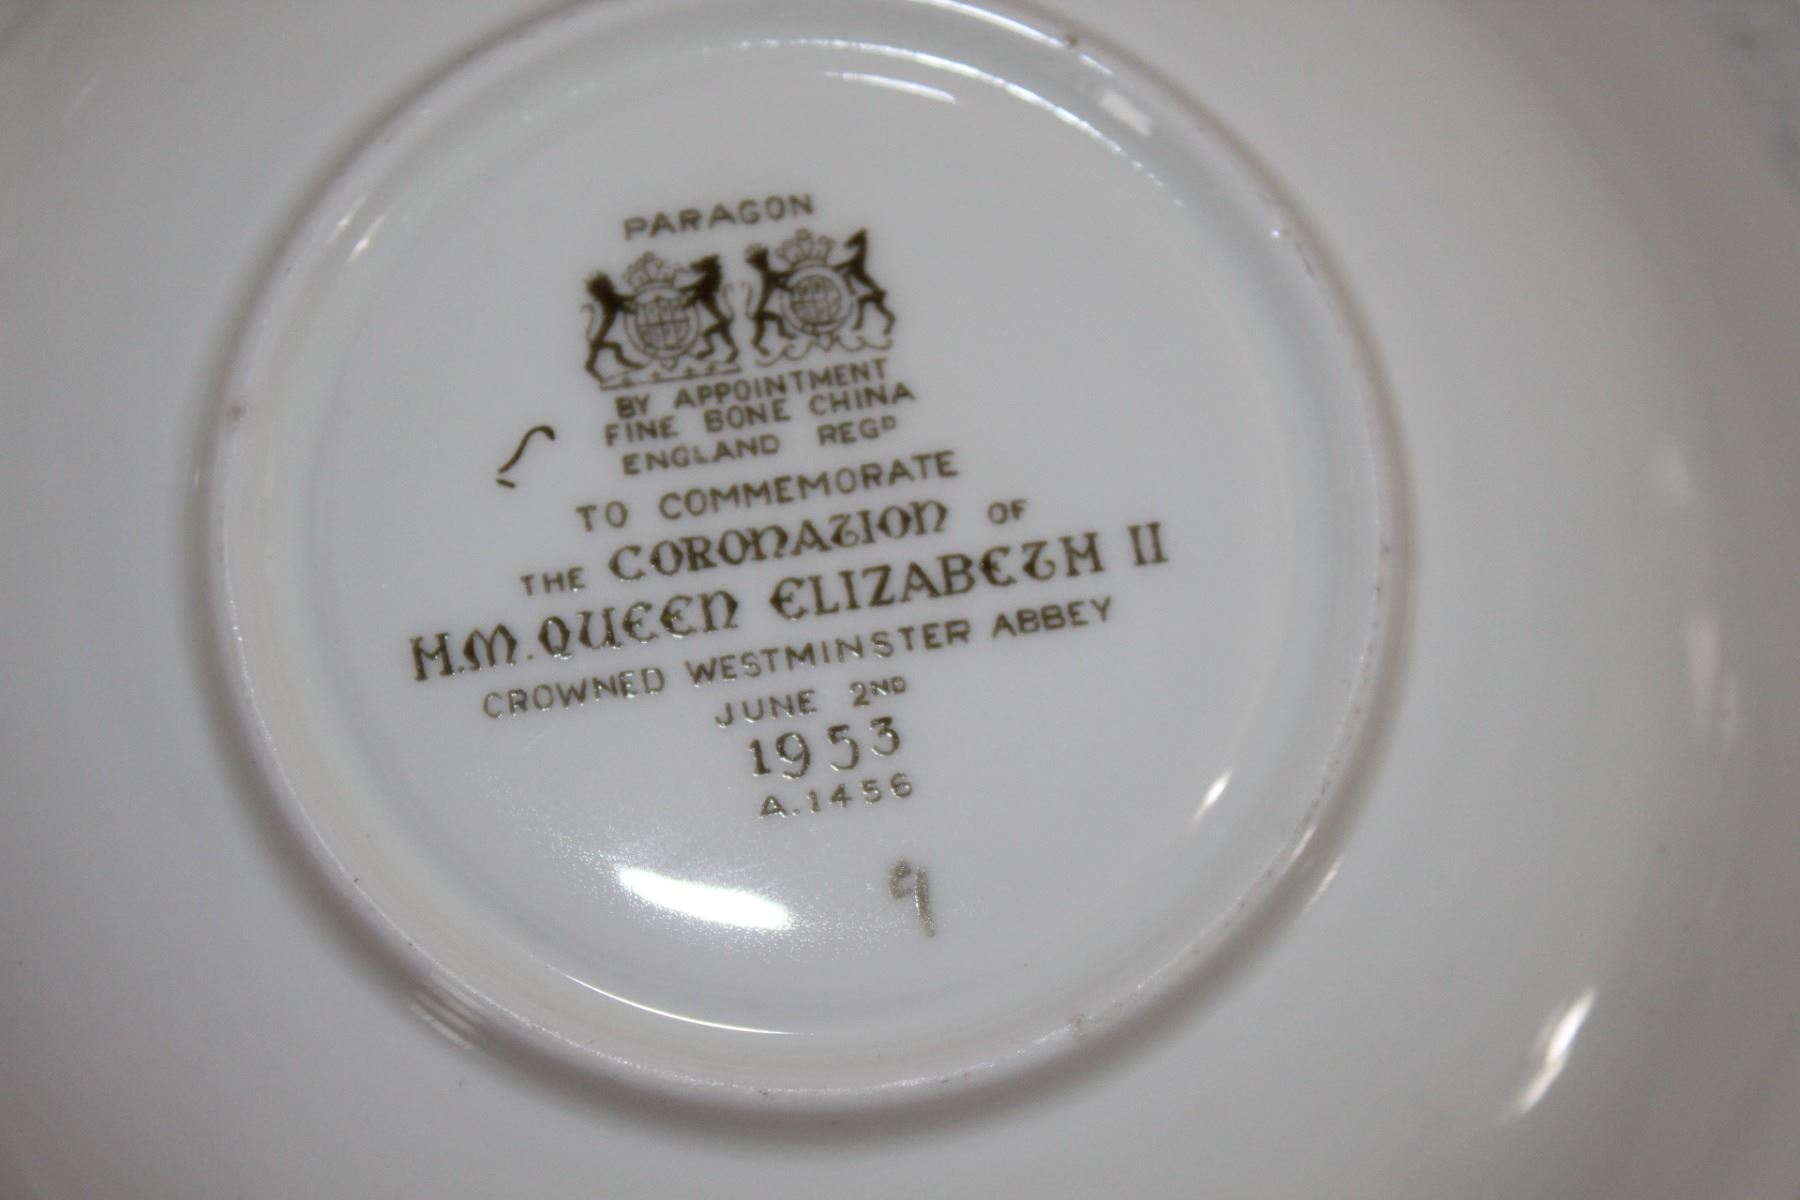 PARAGON
BY APPOINTMENT
FINE BONE CHINA
ENGLAND REGD
TO COMMEMORATE
THE CORONATION OF
H.M. QUEEN ELIZABETH II
CROWNED WESTMINSTER ABBEY
JUNE 2ND
1953
A.1456